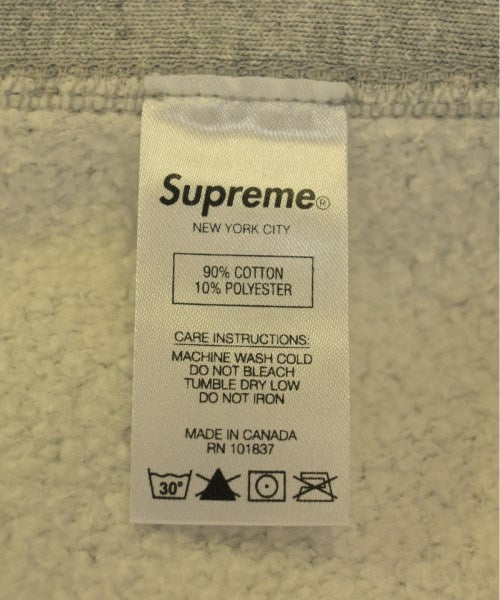 Supreme®
NEW YORK CITY
90% COTTON
10% POLYESTER
CARE INSTRUCTIONS:
MACHINE WASH COLD
DO NOT BLEACH
TUMBLE DRY LOW
DO NOT IRON
MADE IN CANADA
RN 101837
30°